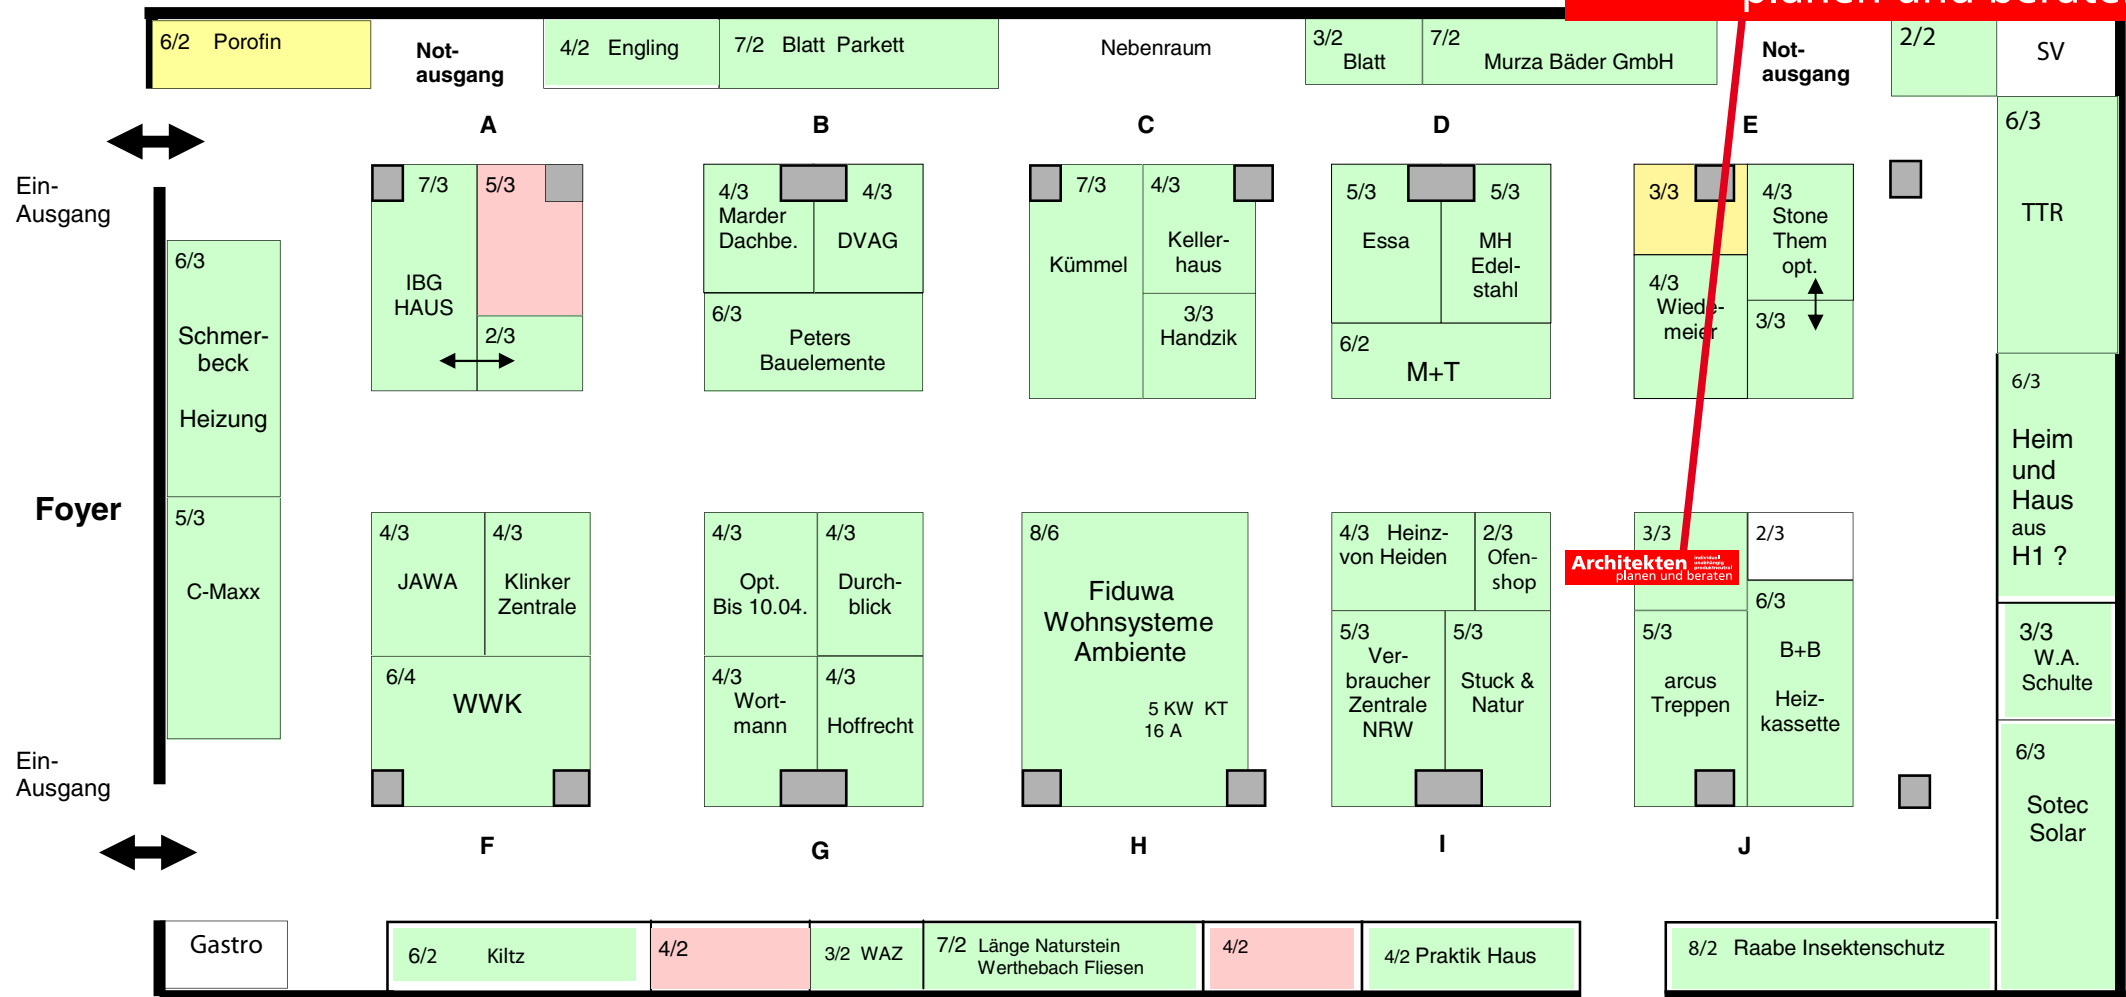 planen und berate
6/2 Porofin
Not-
ausgang
4/2 Engling
7/2 Blatt Parkett
Nebenraum
3/2
Blatt
7/2
Murza Bäder GmbH
Not-
ausgang
2/2
SV
A
B
C
D
E
Ein-
Ausgang
6/3
Schmer-
beck
Heizung
7/3
IBG
HAUS
5/3
2/3
4/3
Marder
Dachbe.
4/3
DVAG
6/3
Peters
Bauelemente
7/3
Kümmel
4/3
Keller-
haus
3/3
Handzik
5/3
Essa
5/3
MH
Edel-
stahl
6/2
M+T
3/3
4/3
Wiede-
meier
4/3
Stone
Them
opt.
3/3
6/3
TTR
6/3
Heim
und
Haus
aus
H1 ?
Foyer
5/3
C-Maxx
4/3
JAWA
4/3
Klinker
Zentrale
6/4
WWK
4/3
Opt.
Bis 10.04.
4/3
Durch-
blick
4/3
Wort-
mann
4/3
Hoffrecht
8/6
Fiduwa
Wohnsysteme
Ambiente
5 KW KT
16 A
4/3 Heinz-
von Heiden
2/3
Ofen-
shop
5/3
Ver-
braucher
Zentrale
NRW
5/3
Stuck &
Natur
3/3
Architekten
individuell
unabhängig
produktneutral
planen und beraten
2/3
5/3
arcus
Treppen
6/3
B+B
Heiz-
kassette
3/3
W.A.
Schulte
6/3
Sotec
Solar
Ein-
Ausgang
F
G
H
I
J
Gastro
6/2 Kiltz
4/2
3/2 WAZ
7/2 Länge Naturstein
Werthebach Fliesen
4/2
4/2 Praktik Haus
8/2 Raabe Insektenschutz